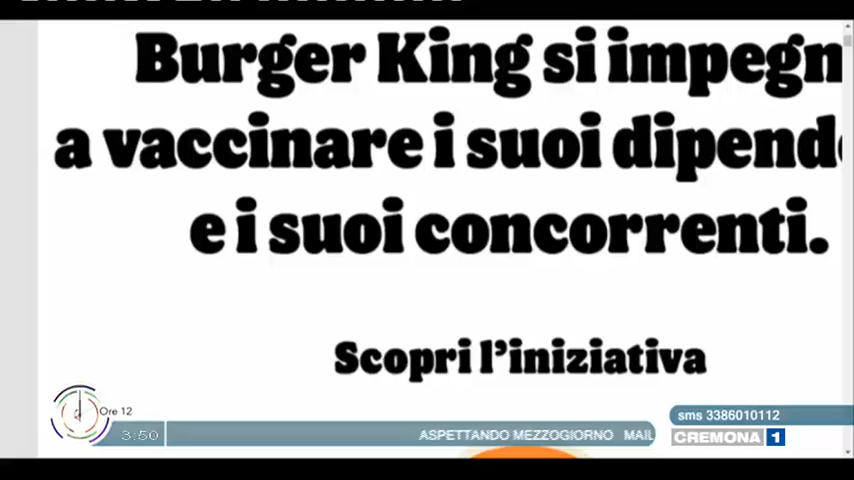 Burger King si impegn
a vaccinare i suoi dipend
e i suoi concorrenti.
Scopri l'iniziativa
Ore 12
3:50
ASPETTANDO MEZZOGIORNO MAIL
sms 3386010112
CREMONA 1